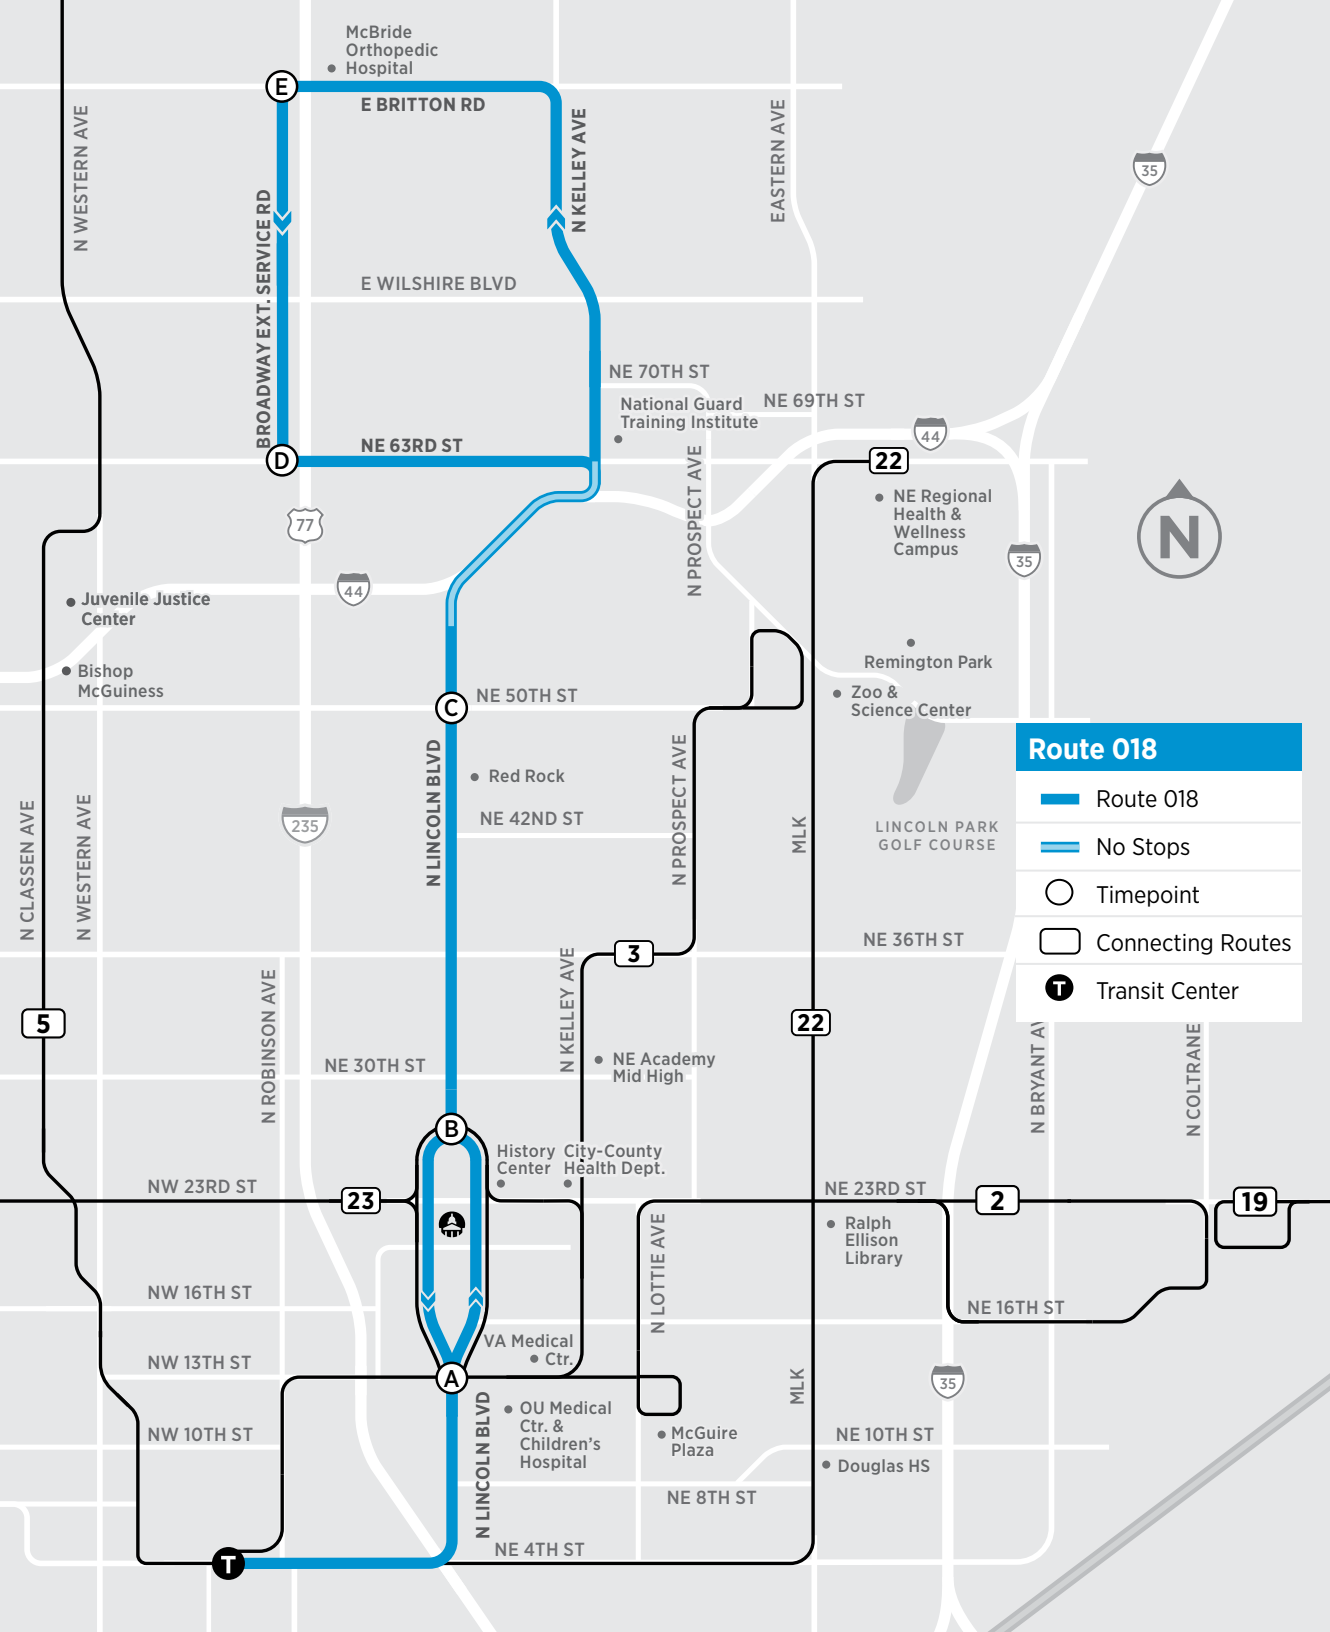 McBride
Orthopedic
Hospital
E
E BRITTON RD
N WESTERN AVE
N KELLEY AVE
EASTERN AVE
35
BROADWAY EXT. SERVICE RD
E WILSHIRE BLVD
NE 70TH ST
NE 69TH ST
National Guard
Training Institute
44
D
NE 63RD ST
22
N PROSPECT AVE
NE Regional
Health &
Wellness
Campus
77
N
35
44
Juvenile Justice
Center
Bishop
McGuiness
Remington Park
Zoo &
Science Center
C
NE 50TH ST
N LINCOLN BLVD
Red Rock
N PROSPECT AVE
NE 42ND ST
235
MLK
LINCOLN PARK
GOLF COURSE
N CLASSEN AVE
N WESTERN AVE
Route 018
Route 018
No Stops
Timepoint
Connecting Routes
T
Transit Center
NE 36TH ST
3
N KELLEY AVE
N ROBINSON AVE
5
22
NE 30TH ST
NE Academy
Mid High
N BRYANT AV
N COLTRANE
B
History
Center
City-County
Health Dept.
NW 23RD ST
23
NE 23RD ST
2
19
Ralph
Ellison
Library
N LOTTIE AVE
NW 16TH ST
NE 16TH ST
VA Medical
Ctr.
NW 13TH ST
A
35
MLK
N LINCOLN BLVD
OU Medical
Ctr. &
Children's
Hospital
McGuire
Plaza
NW 10TH ST
NE 10TH ST
Douglas HS
NE 8TH ST
NE 4TH ST
T